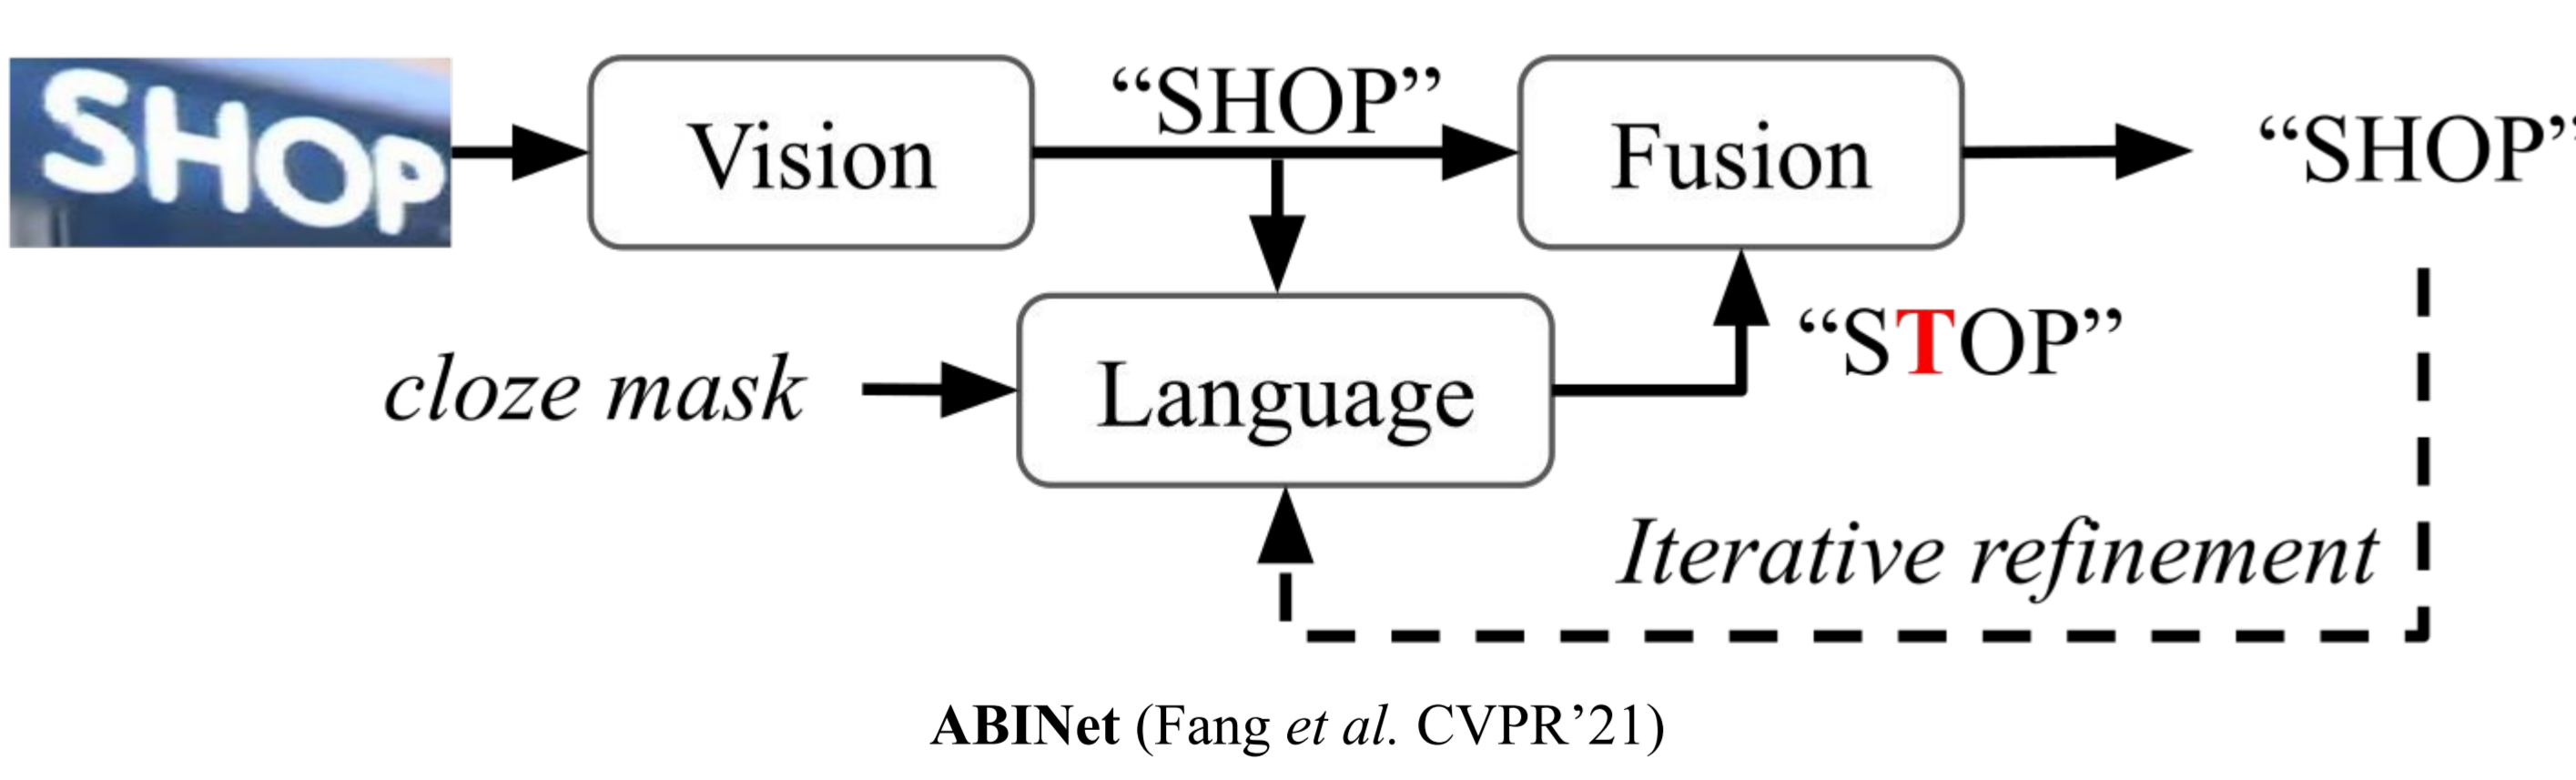 SHOP
Vision
“SHOP”
Fusion
“SHOP”
cloze mask
Language
“STOP”
Iterative refinement
ABINet (Fang et al. CVPR’21)